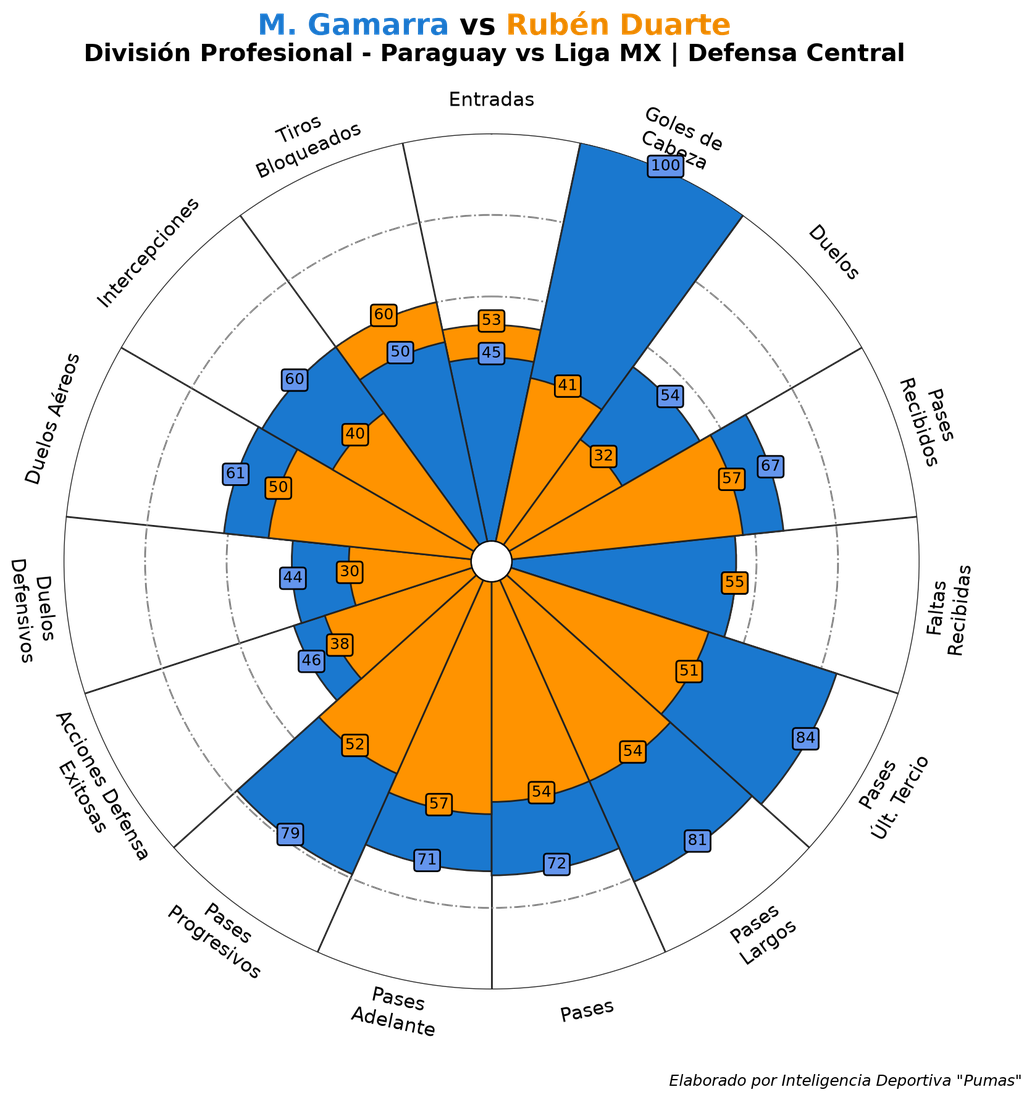 M. Gamarra vs Rubén Duarte
División Profesional - Paraguay vs Liga MX | Defensa Central
Entradas
Goles de
Cabeza
Duelos
Pases
Recibidos
Faltas
Recibidas
Pases
Últ. Tercio
Pases
Largos
Pases
Pases
Adelante
Pases
Progresivos
Acciones Defensa
Exitosas
Duelos
Defensivos
Duelos Aéreos
Intercepciones
Tiros
Bloqueados
53
45
100
41
54
32
67
57
55
84
51
81
54
72
54
71
57
79
52
46
38
44
30
61
50
60
40
60
50
Elaborado por Inteligencia Deportiva "Pumas"